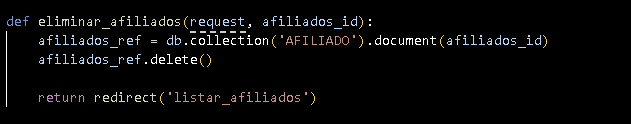 def eliminar_afiliados(request, afiliados_id):
    afiliados_ref = db.collection('AFILIADO').document(afiliados_id)
    afiliados_ref.delete()

    return redirect('listar_afiliados')